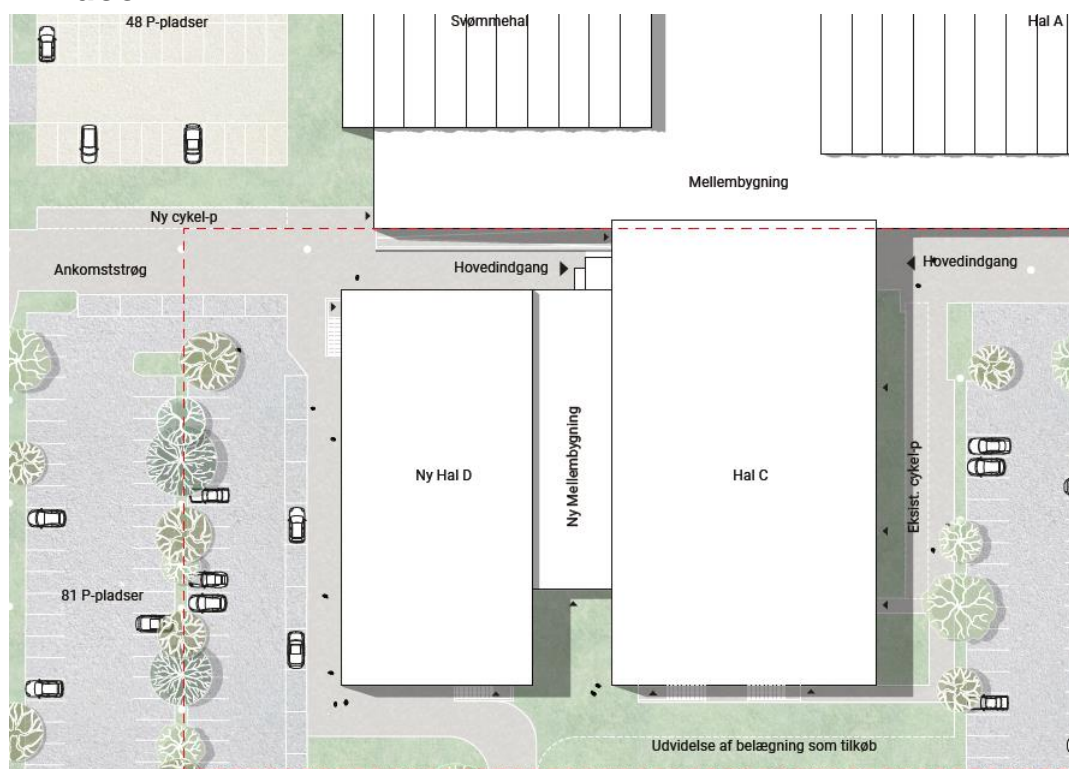 48 P-pladser
Svømmehal
Hal A
Mellembygning
Ny cykel-p
Ankomststrøg
Hovedindgang
Hovedindgang
Ny Hal D
Ny Mellembygning
Hal C
Eksist. cykel-p
81 P-pladser
Udvidelse af belægning som tilkøb